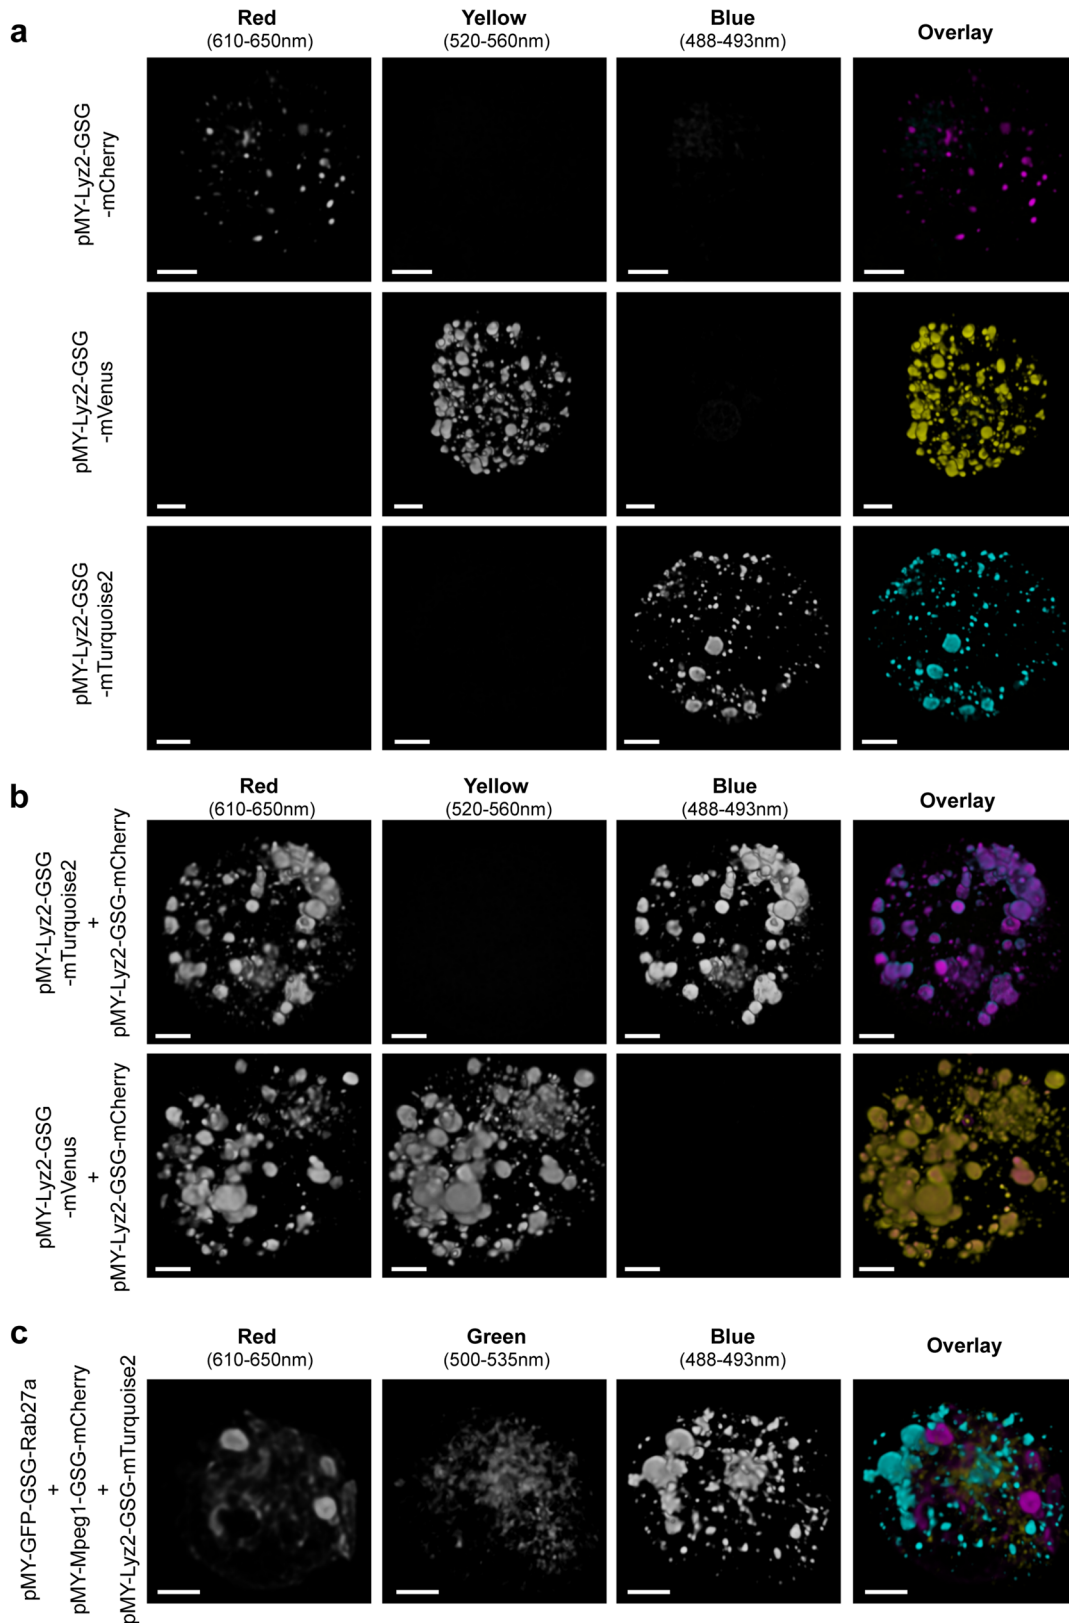 a
Red
(610-650nm)
Yellow
(520-560nm)
Blue
(488-493nm)
Overlay
pMY-Lyz2-GSG
-mCherry
pMY-Lyz2-GSG
-mVenus
pMY-Lyz2-GSG
-mTurquoise2
b
Red
(610-650nm)
Yellow
(520-560nm)
Blue
(488-493nm)
Overlay
pMY-Lyz2-GSG
-mTurquoise2
+
pMY-Lyz2-GSG-mCherry
pMY-Lyz2-GSG
-mVenus
+
pMY-Lyz2-GSG-mCherry
c
Red
(610-650nm)
Green
(500-535nm)
Blue
(488-493nm)
Overlay
pMY-GFP-GSG-Rab27a
+
pMY-Mpeg1-GSG-mCherry
+
pMY-Lyz2-GSG-mTurquoise2